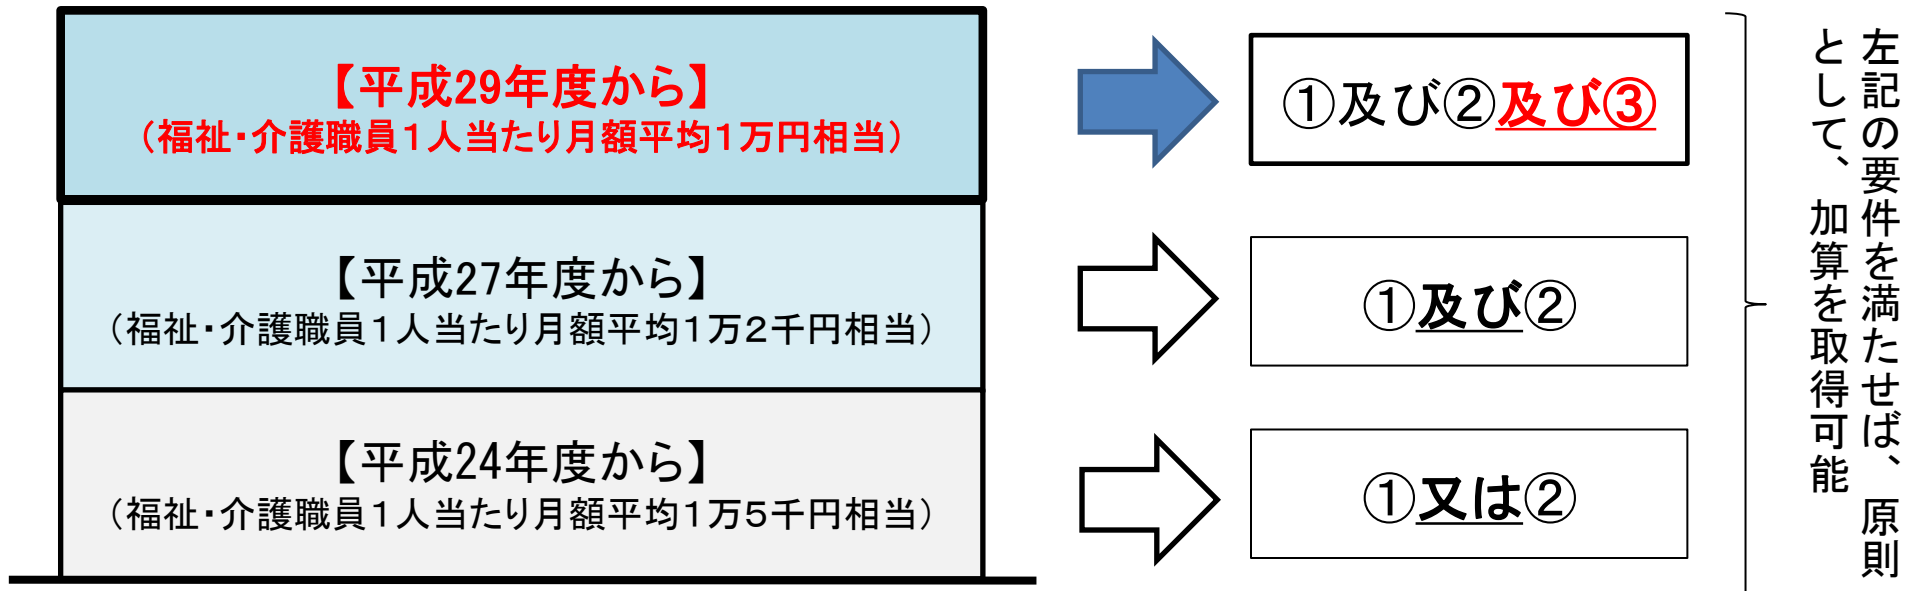 【平成29年度から】
（福祉・介護職員１人当たり月額平均１万円相当）
①及び②及び③
【平成27年度から】
（福祉・介護職員１人当たり月額平均１万２千円相当）
①及び②
【平成24年度から】
（福祉・介護職員１人当たり月額平均１万５千円相当）
①又は②
左記の要件を満たせば、原則
として、加算を取得可能